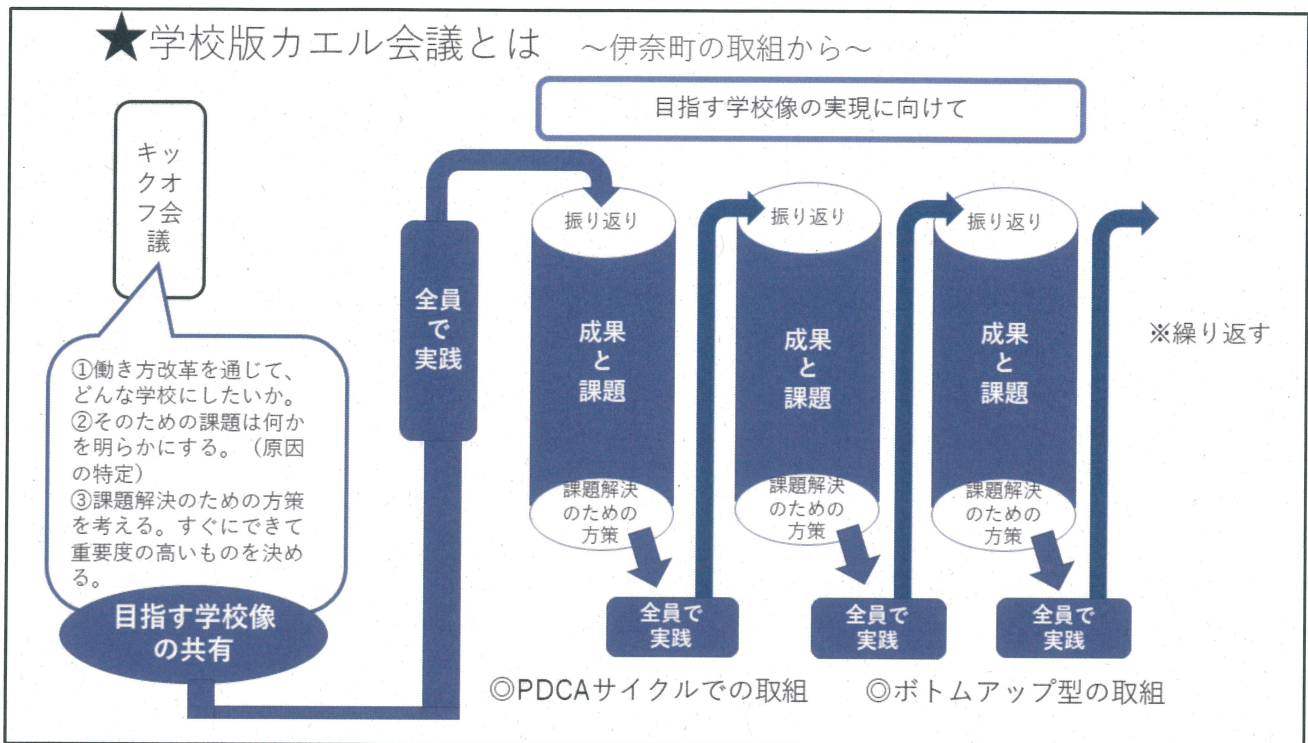 ★学校版カエル会議とは ～伊奈町の取組から～
目指す学校像の実現に向けて
キッ
クオ
フ会
議
①働き方改革を通じて、
どんな学校にしたいか。
②そのための課題は何か
を明らかにする。（原因
の特定）
③課題解決のための方策
を考える。すぐにできて
重要度の高いものを決め
る。
目指す学校像
の共有
全員
で
実践
振り返り
成果
と
課題
課題解決
のための
方策
全員で
実践
振り返り
成果
と
課題
課題解決
のための
方策
全員で
実践
振り返り
成果
と
課題
課題解決
のための
方策
全員で
実践
※繰り返す
◎PDCAサイクルでの取組 ◎ボトムアップ型の取組